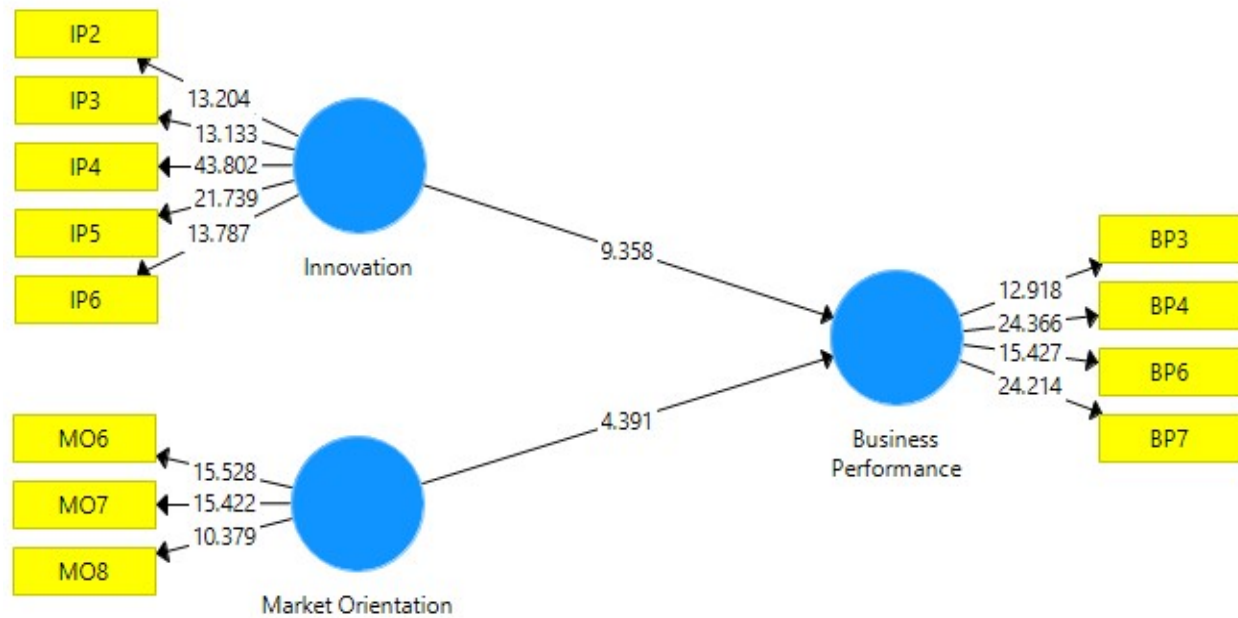 IP2
IP3
IP4
IP5
IP6
13.204
13.133
43.802
21.739
13.787
Innovation
9.358
MO6
MO7
MO8
15.528
15.422
10.379
Market Orientation
4.391
Business
Performance
12.918
24.366
15.427
24.214
BP3
BP4
BP6
BP7